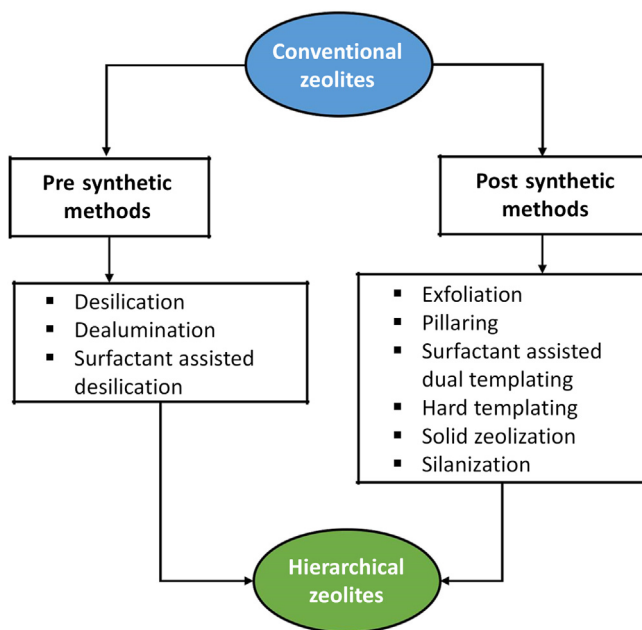 Conventional
zeolites
Pre synthetic
methods
Post synthetic
methods
▪ Desilication
▪ Dealumination
▪ Surfactant assisted
desilication
▪ Exfoliation
▪ Pillaring
▪ Surfactant assisted
dual templating
▪ Hard templating
▪ Solid zeolization
▪ Silanization
Hierarchical
zeolites